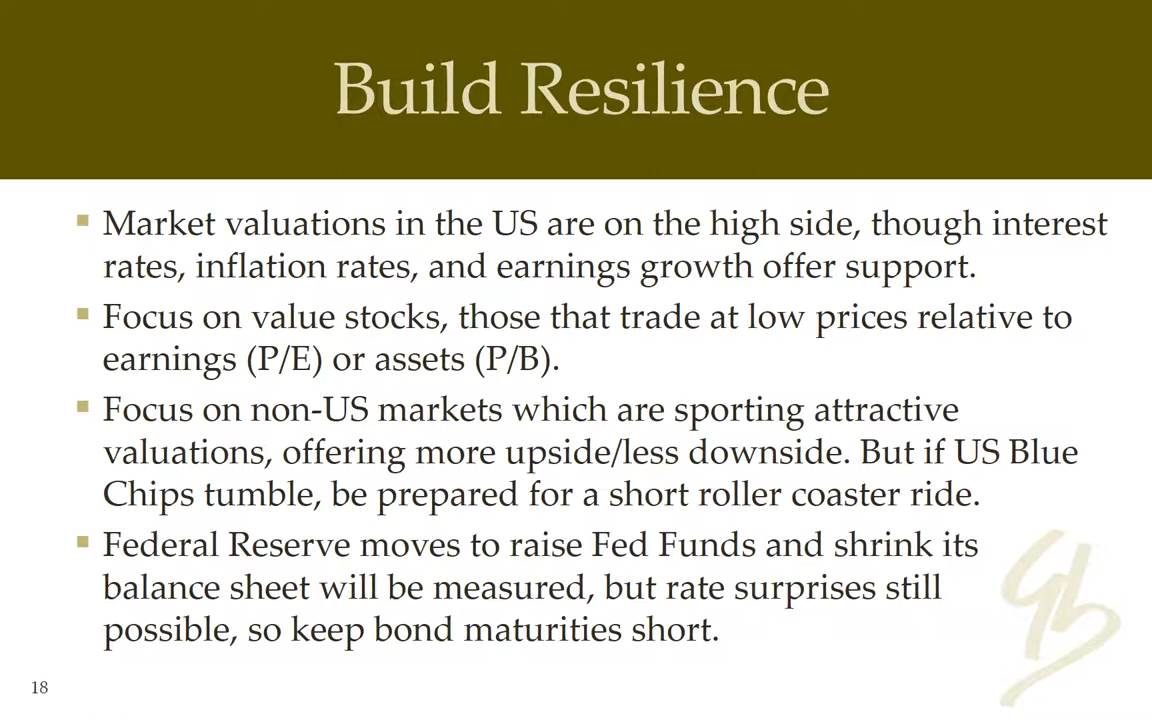 Build Resilience
▪ Market valuations in the US are on the high side, though interest
rates, inflation rates, and earnings growth offer support.
▪ Focus on value stocks, those that trade at low prices relative to
earnings (P/E) or assets (P/B).
▪ Focus on non-US markets which are sporting attractive
valuations, offering more upside/less downside. But if US Blue
Chips tumble, be prepared for a short roller coaster ride.
▪ Federal Reserve moves to raise Fed Funds and shrink its
balance sheet will be measured, but rate surprises still
possible, so keep bond maturities short.
18